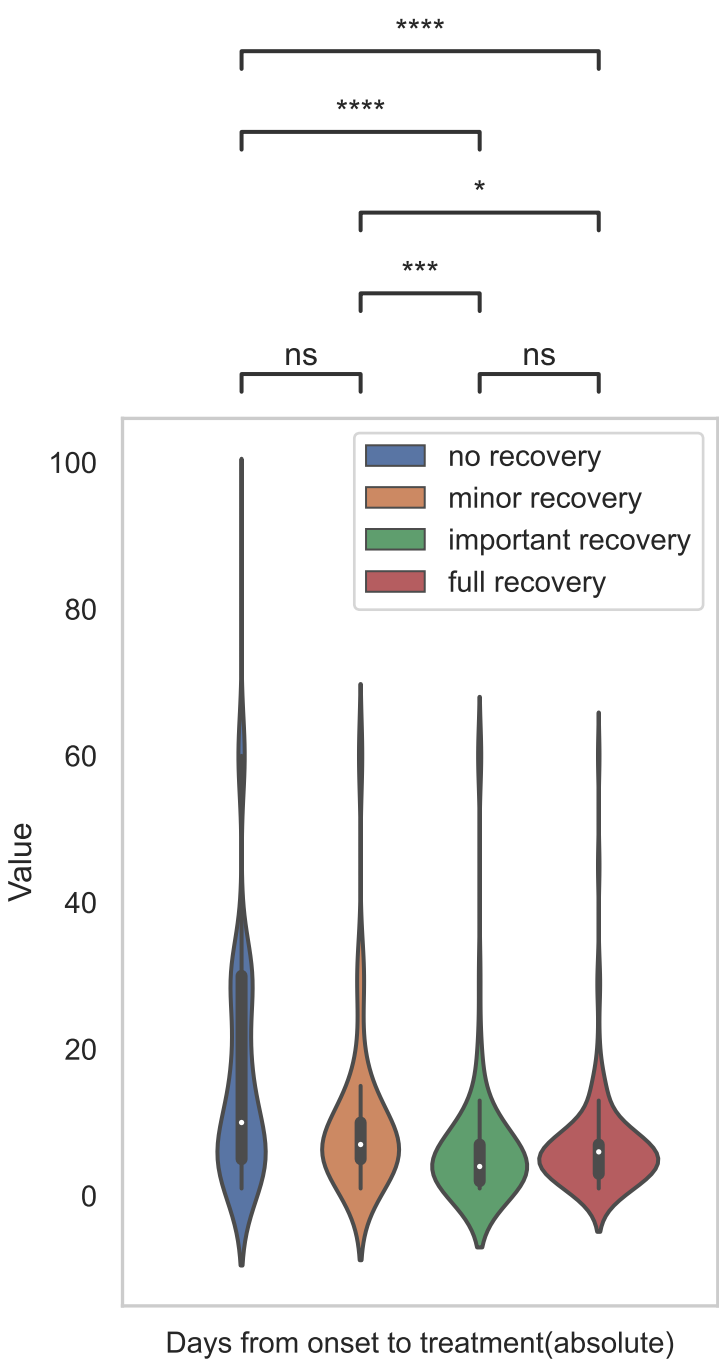 ****
****
*
***
ns
ns
100
80
60
40
20
0
Value
no recovery
minor recovery
important recovery
full recovery
Days from onset to treatment(absolute)